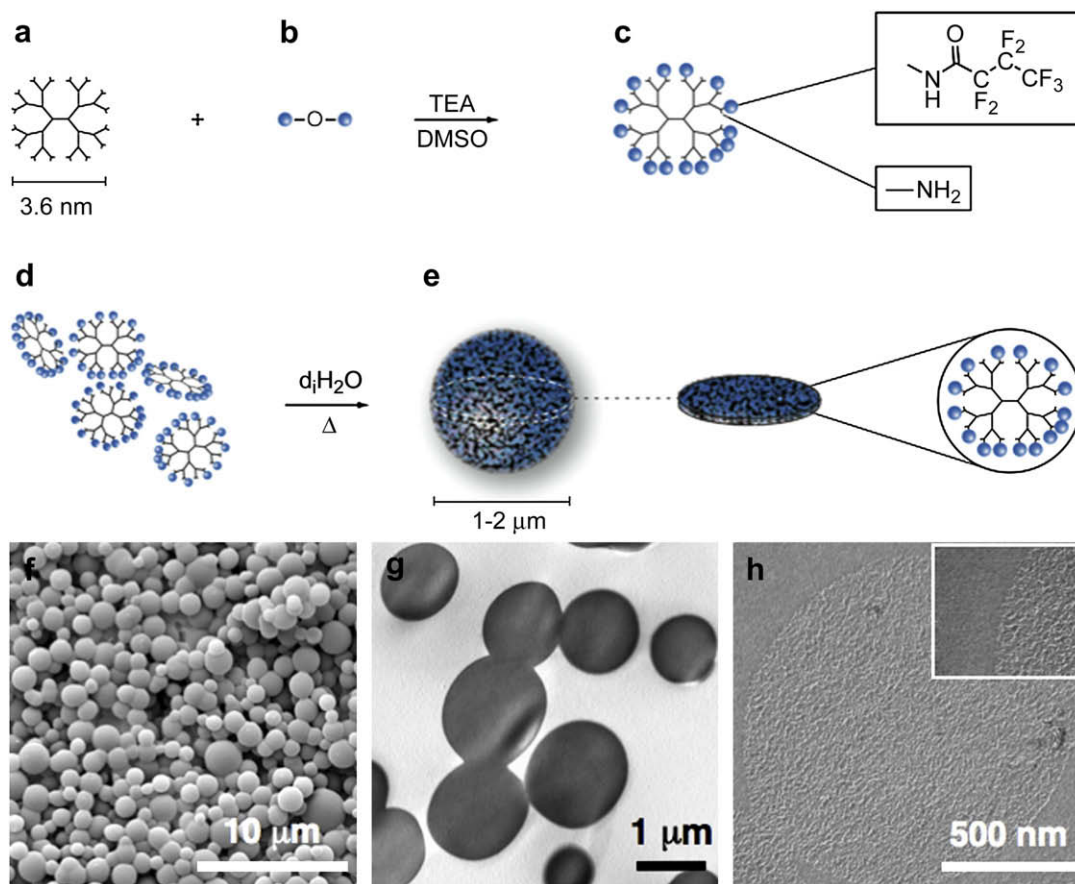 a
b
c
3.6 nm
+
O
TEA
DMSO
O
F₂
N
H
C
C
F₂
CF₃
—NH₂
d
e
dᵢH₂O
Δ
1-2 μm
f
g
h
10 μm
1 μm
500 nm